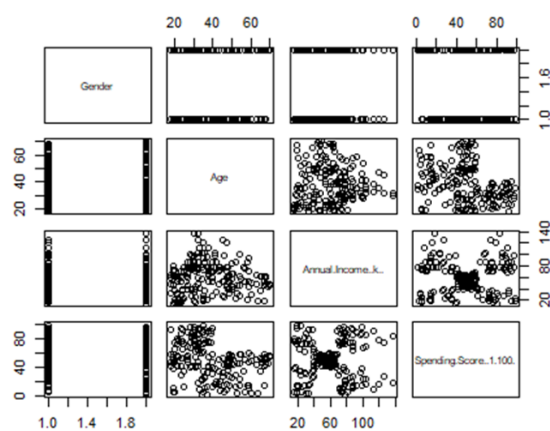 20 40 60
0 40 80
Gender
1.0 1.6
20 40 60
Age
Annual.Income..k..
20 80 140
0 40 80
Spending.Score..1.100.
1.0 1.4 1.8
20 60 100